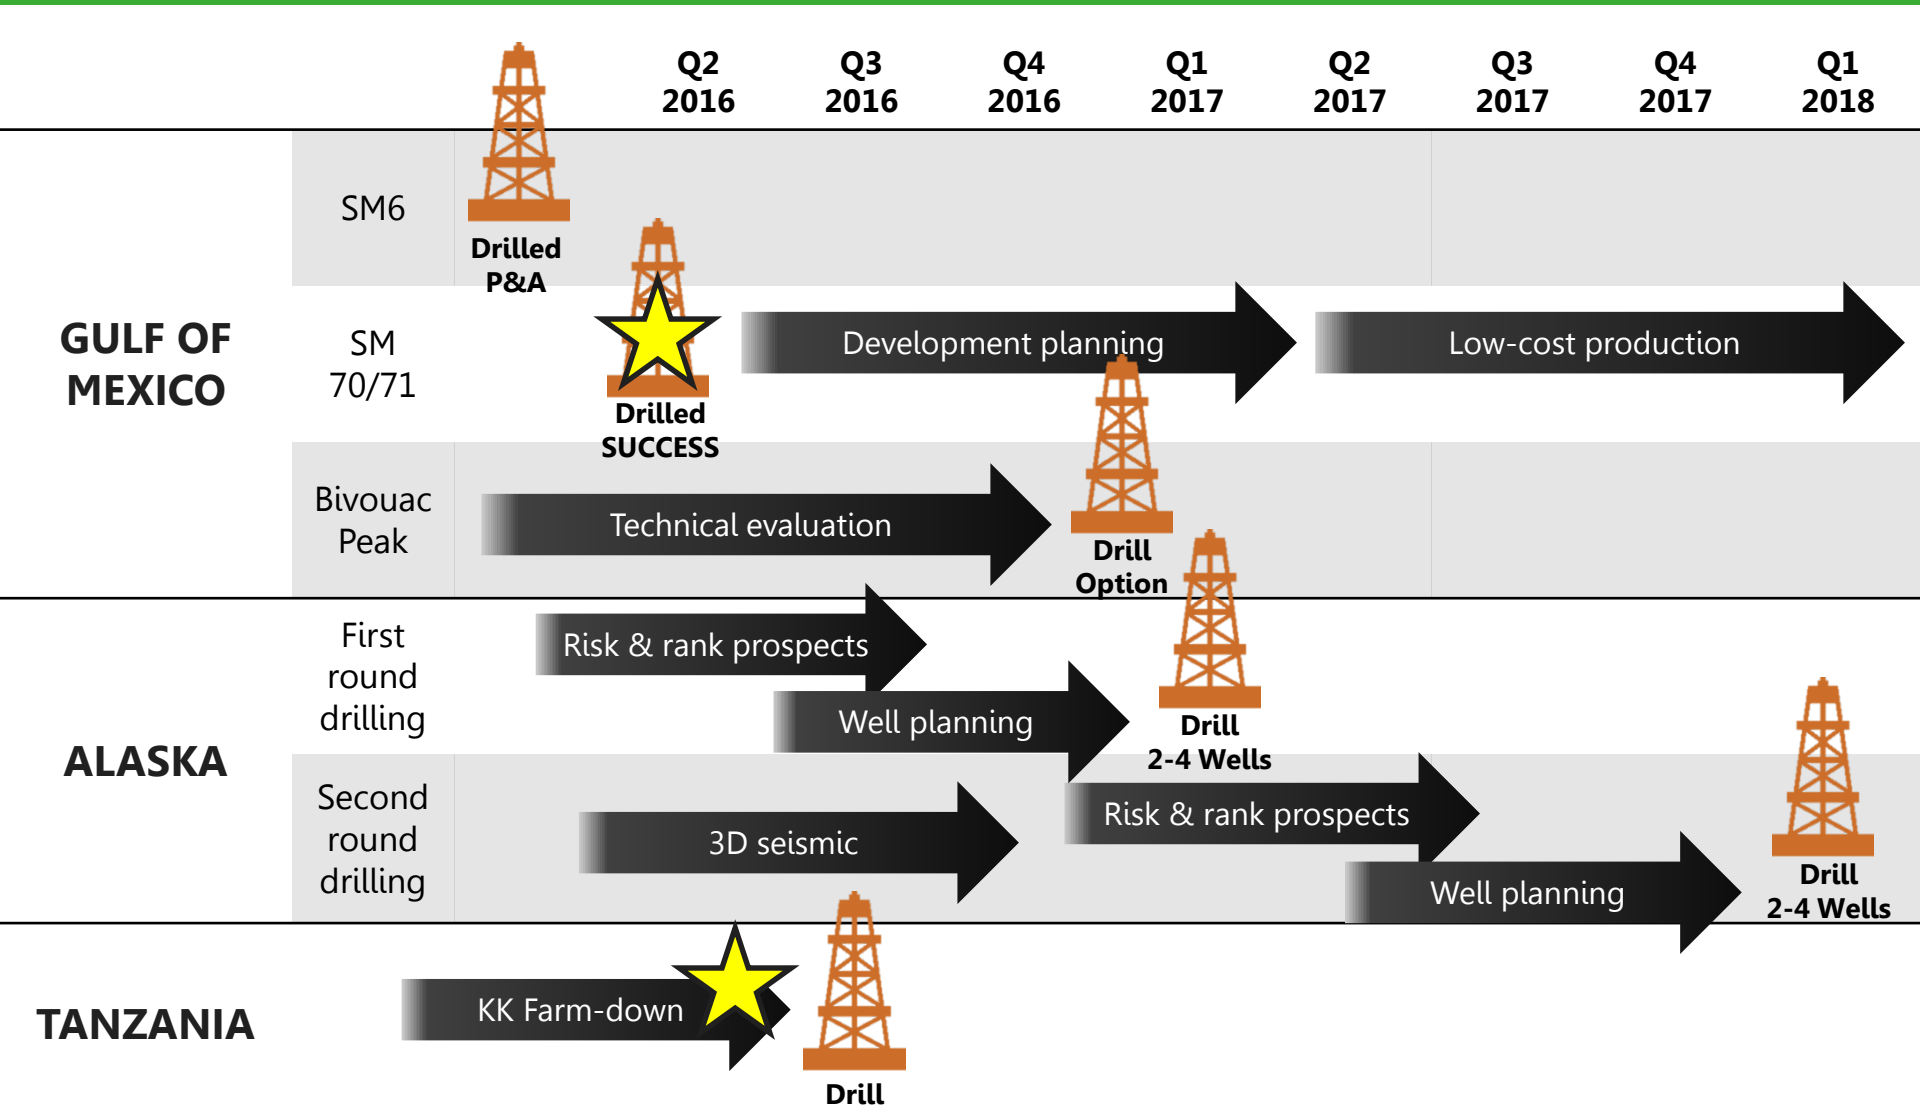 Q2 Q3 Q4 Q1 Q2 Q3 Q4 Q1
2016 2016 2016 2017 2017 2017 2017 2018
SM6
Drilled
P&A
GULF OF
MEXICO
SM
70/71
Drilled
SUCCESS
Development planning
Low-cost production
Bivouac
Peak
Technical evaluation
Drill
Option
ALASKA
First
round
drilling
Risk & rank prospects
Well planning
Drill
2-4 Wells
Second
round
drilling
3D seismic
Risk & rank prospects
Well planning
Drill
2-4 Wells
TANZANIA
KK Farm-down
Drill